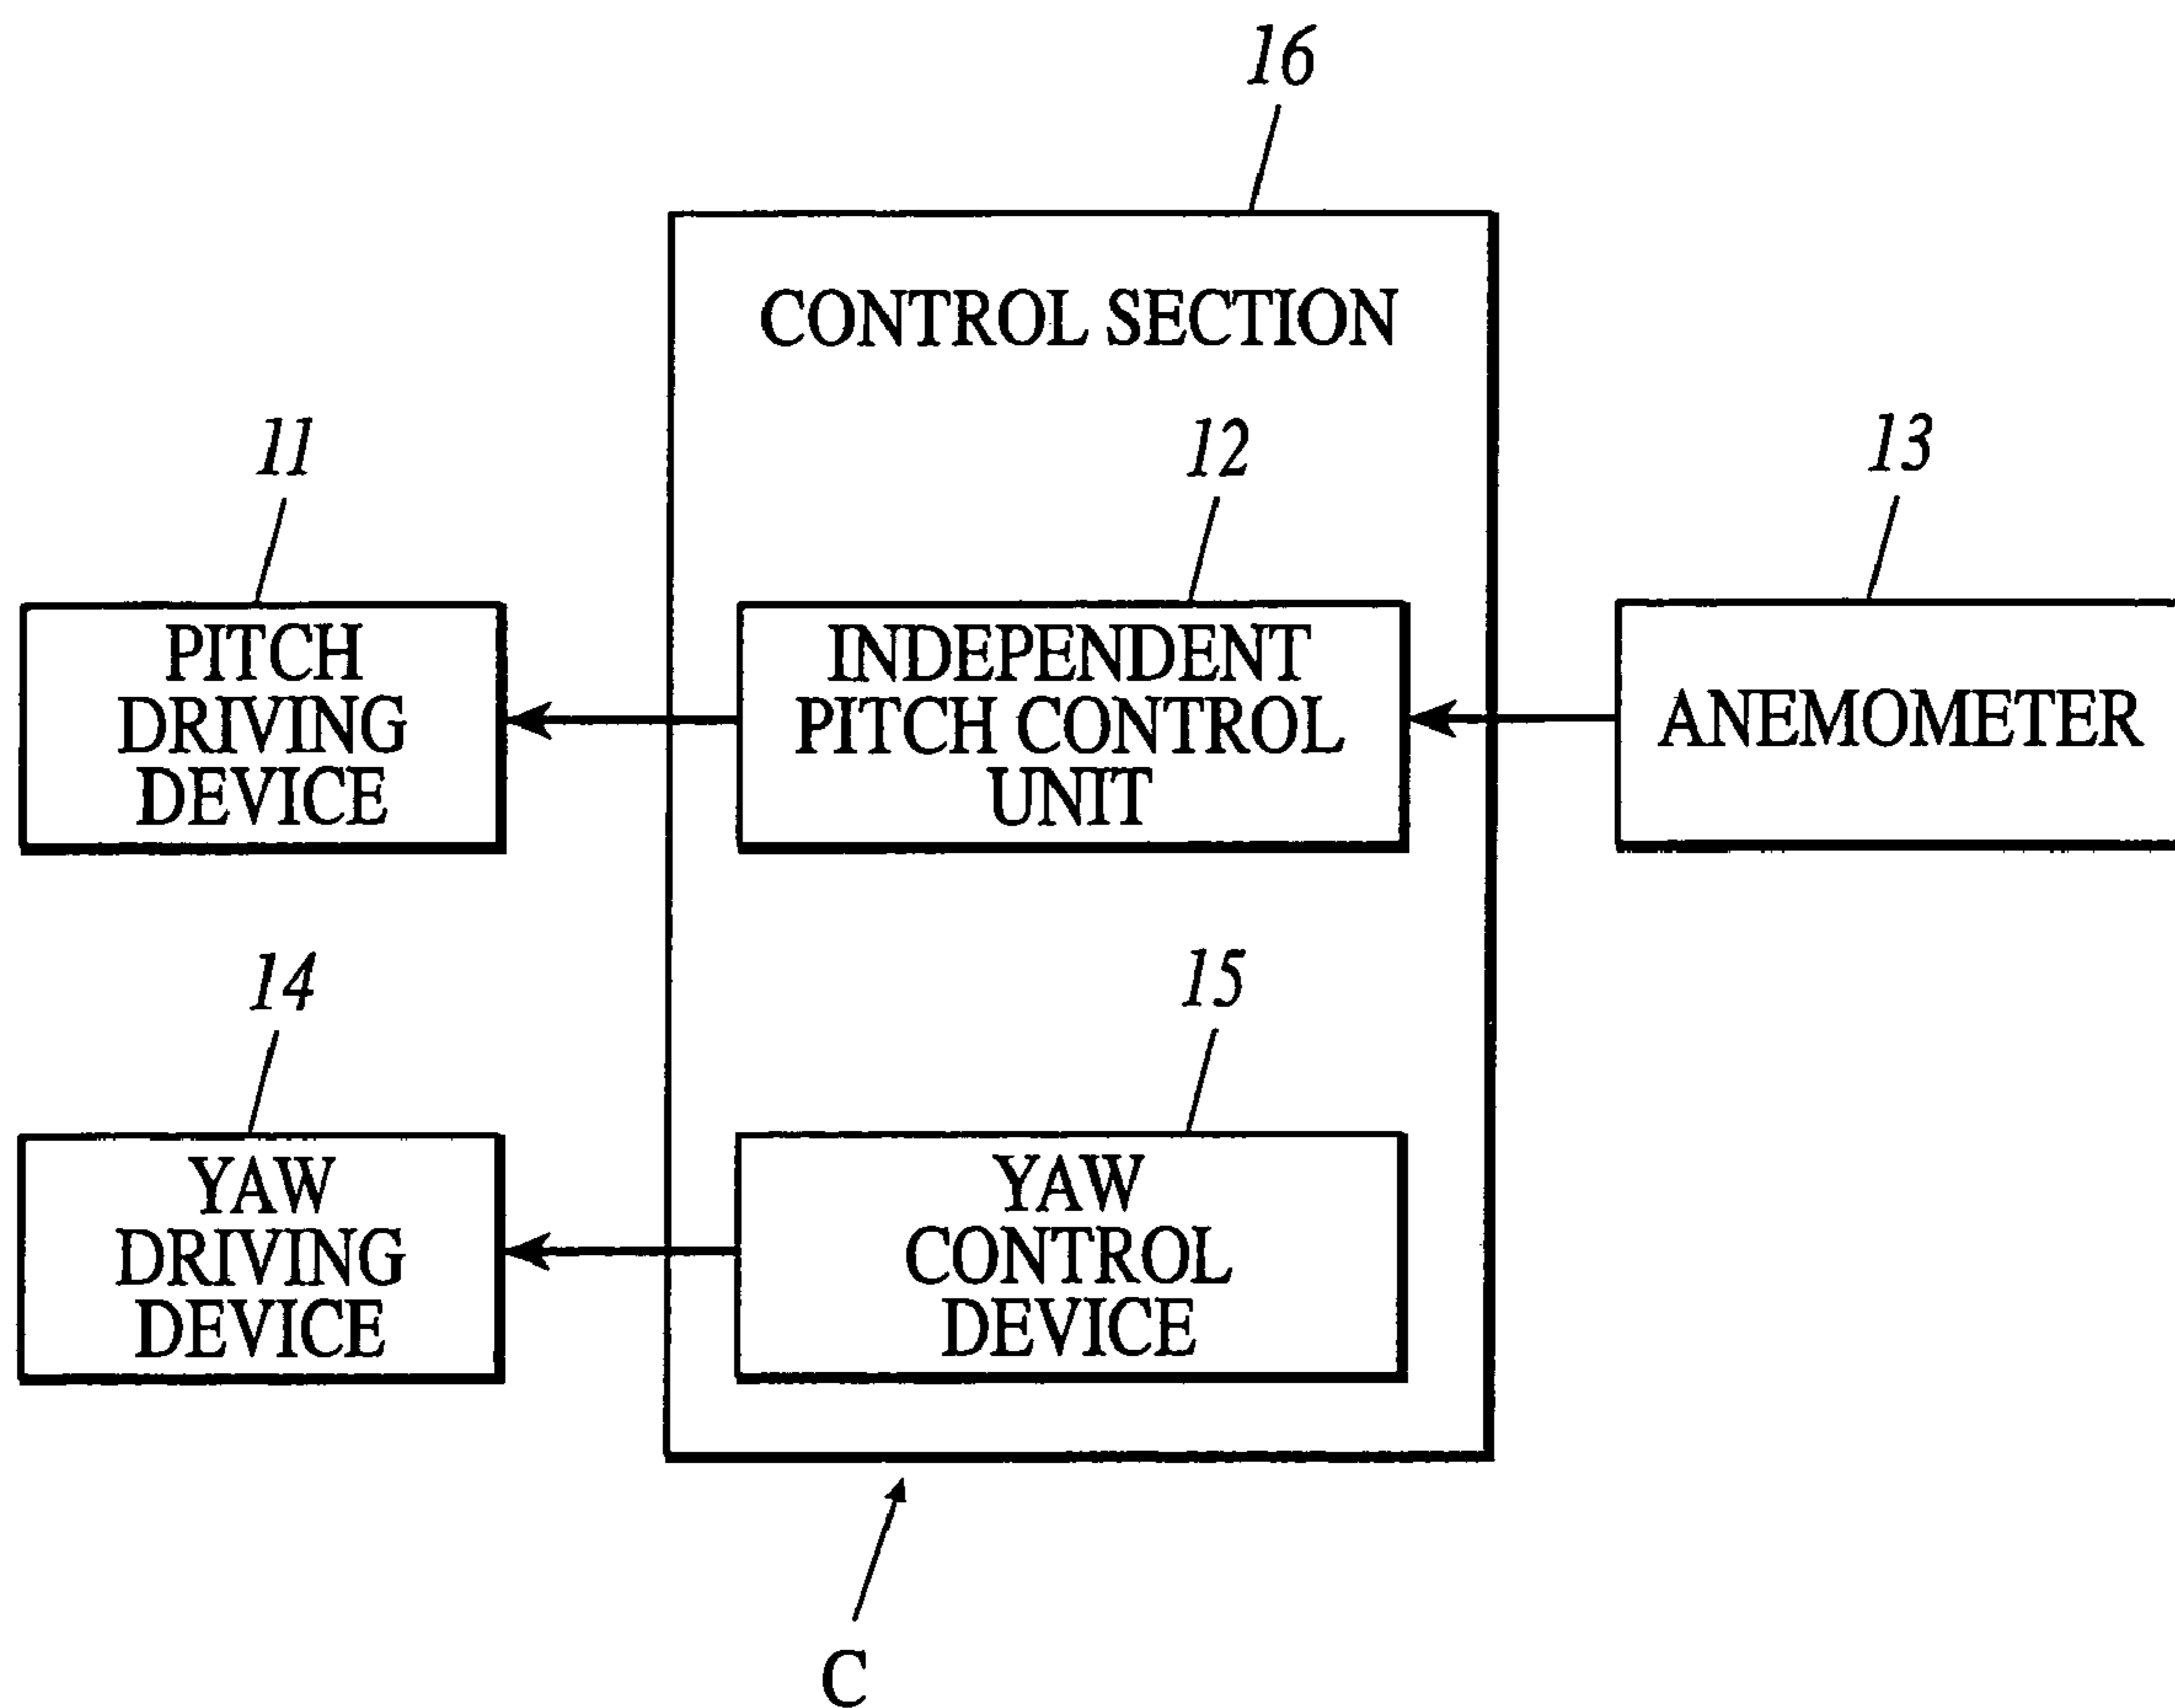 16
CONTROL SECTION
11
12
13
PITCH
DRIVING
DEVICE
INDEPENDENT
PITCH CONTROL
UNIT
ANEMOMETER
14
15
YAW
DRIVING
DEVICE
YAW
CONTROL
DEVICE
C